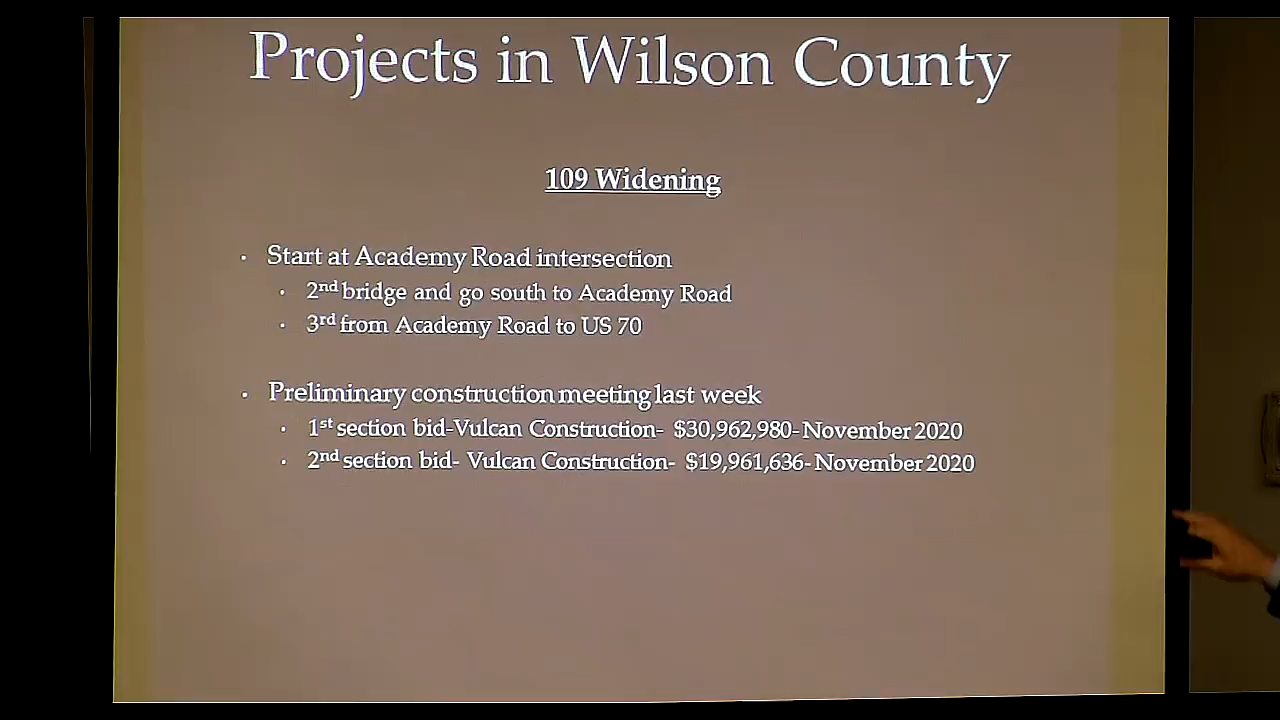 Projects in Wilson County
109 Widening
· Start at Academy Road intersection
· 2nd bridge and go south to Academy Road
· 3rd from Academy Road to US 70
· Preliminary construction meeting last week
· 1st section bid-Vulcan Construction- $30,962,980-November 2020
· 2nd section bid- Vulcan Construction- $19,961,636-November 2020